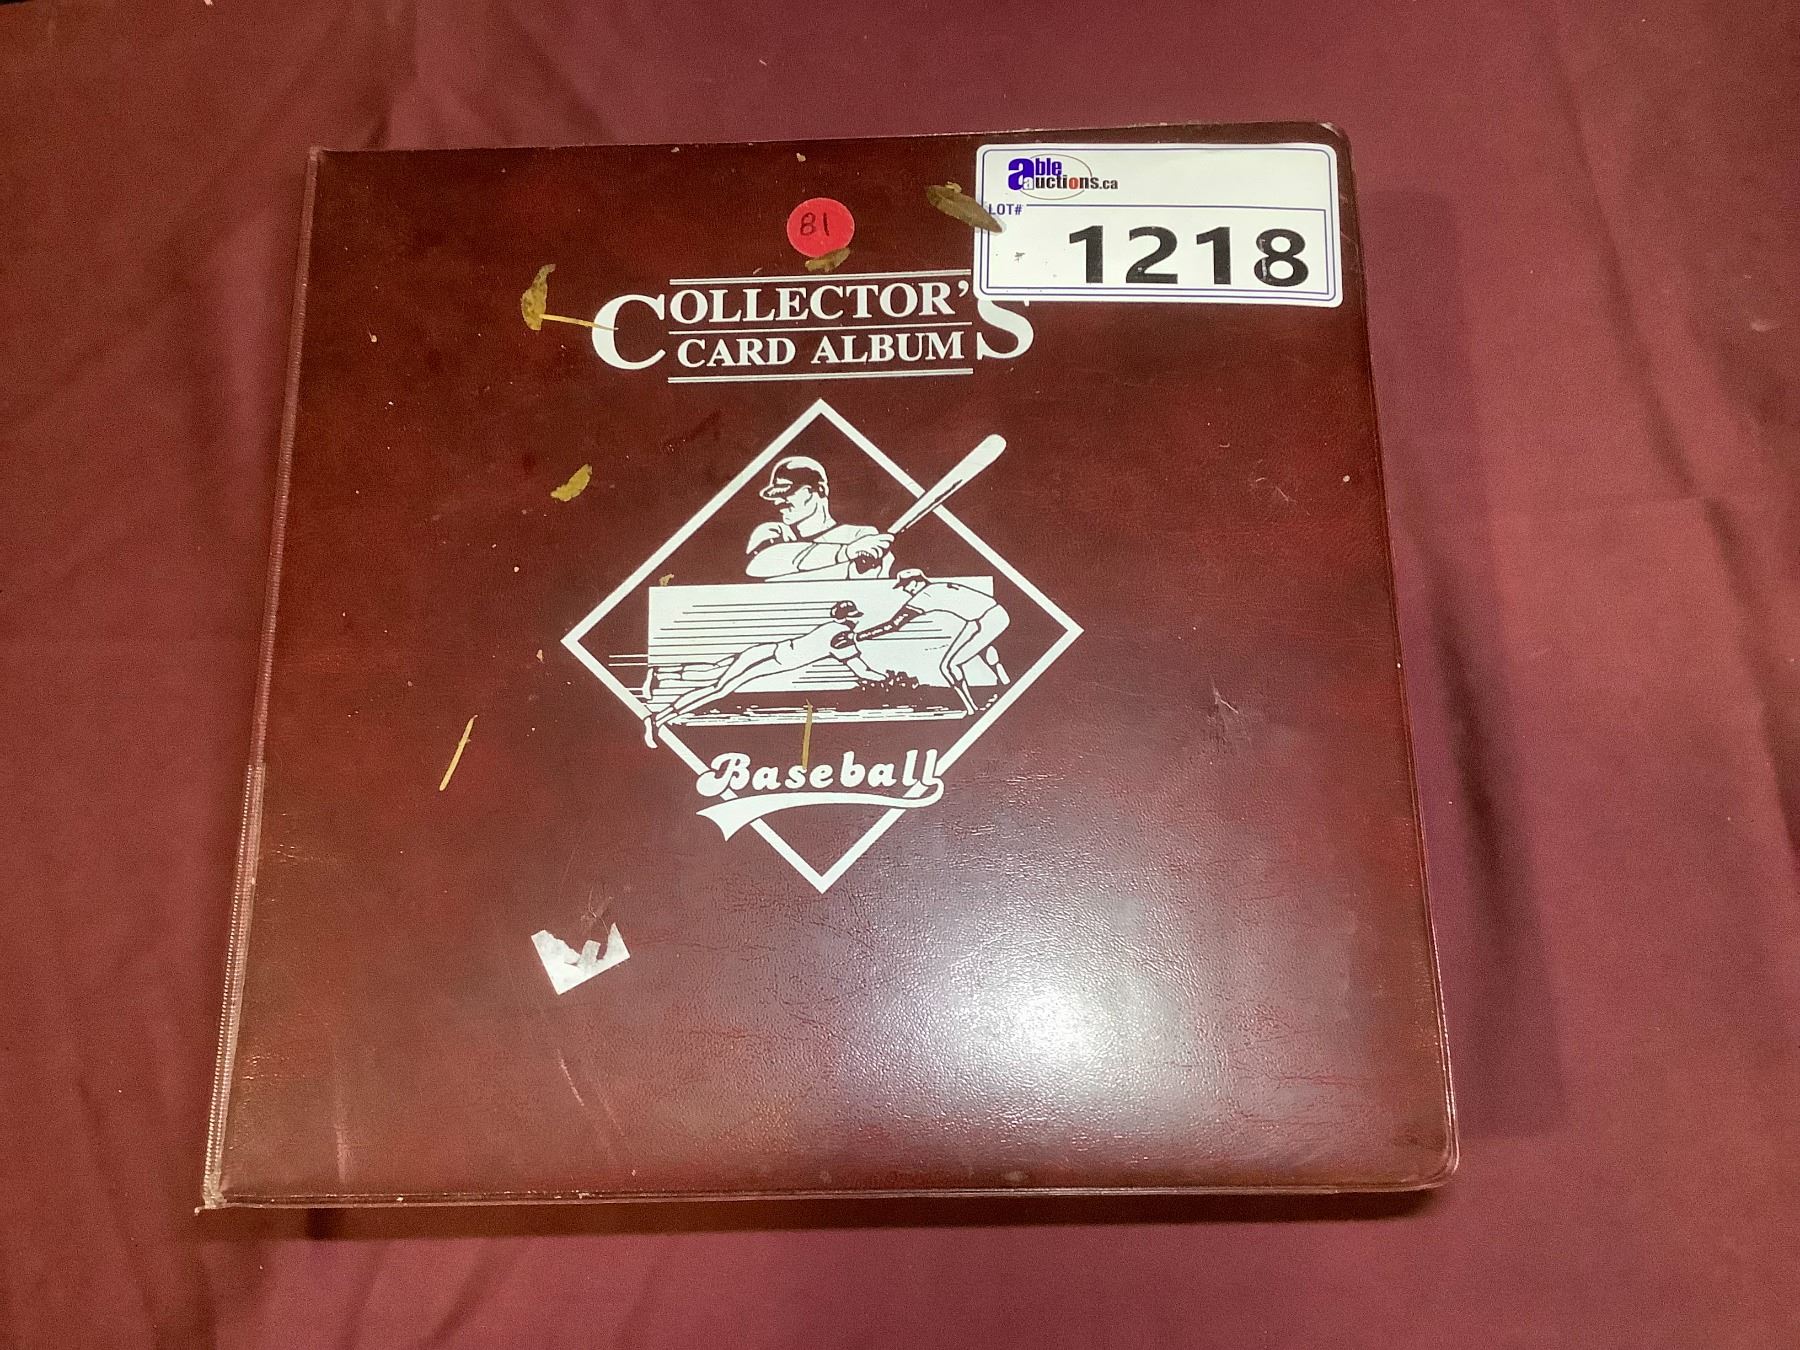 able
auctions.ca
LOT#
1218
81
COLLECTOR'S
CARD ALBUM
Baseball